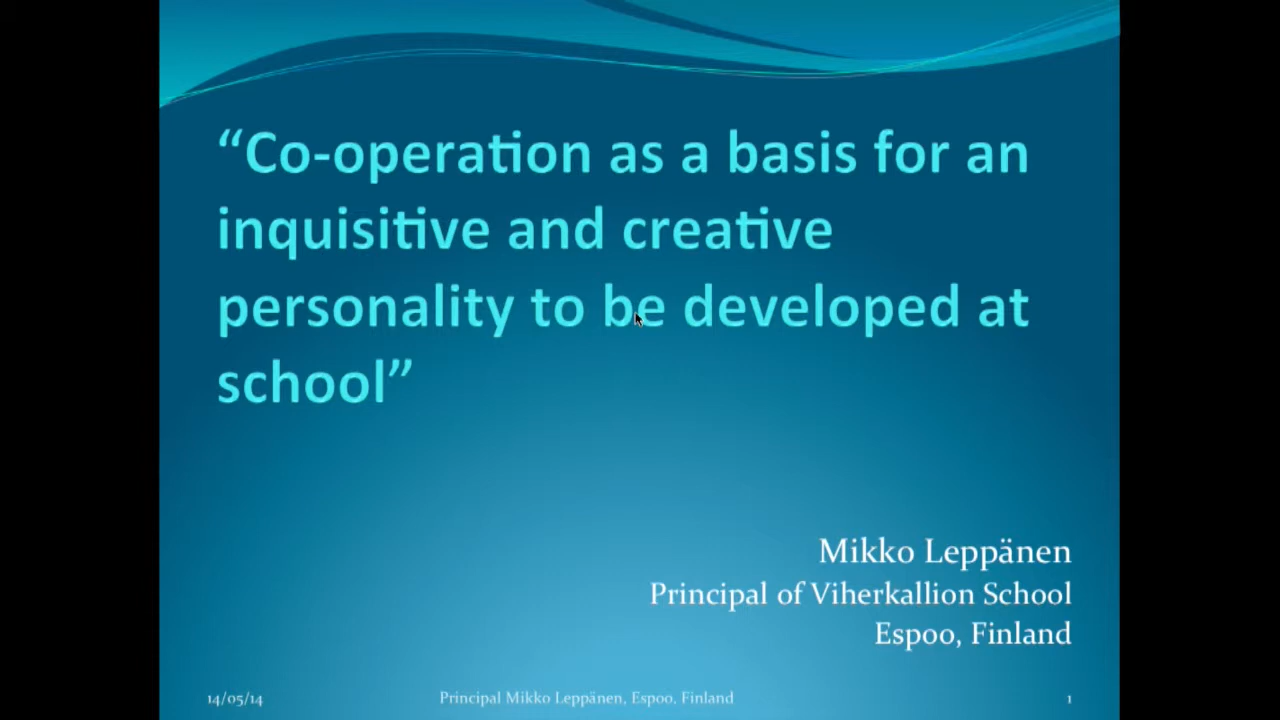 “Co-operation as a basis for an
inquisitive and creative
personality to be developed at
school”
Mikko Leppänen
Principal of Viherkallion School
Espoo, Finland
14/05/14 Principal Mikko Leppänen, Espoo, Finland 1